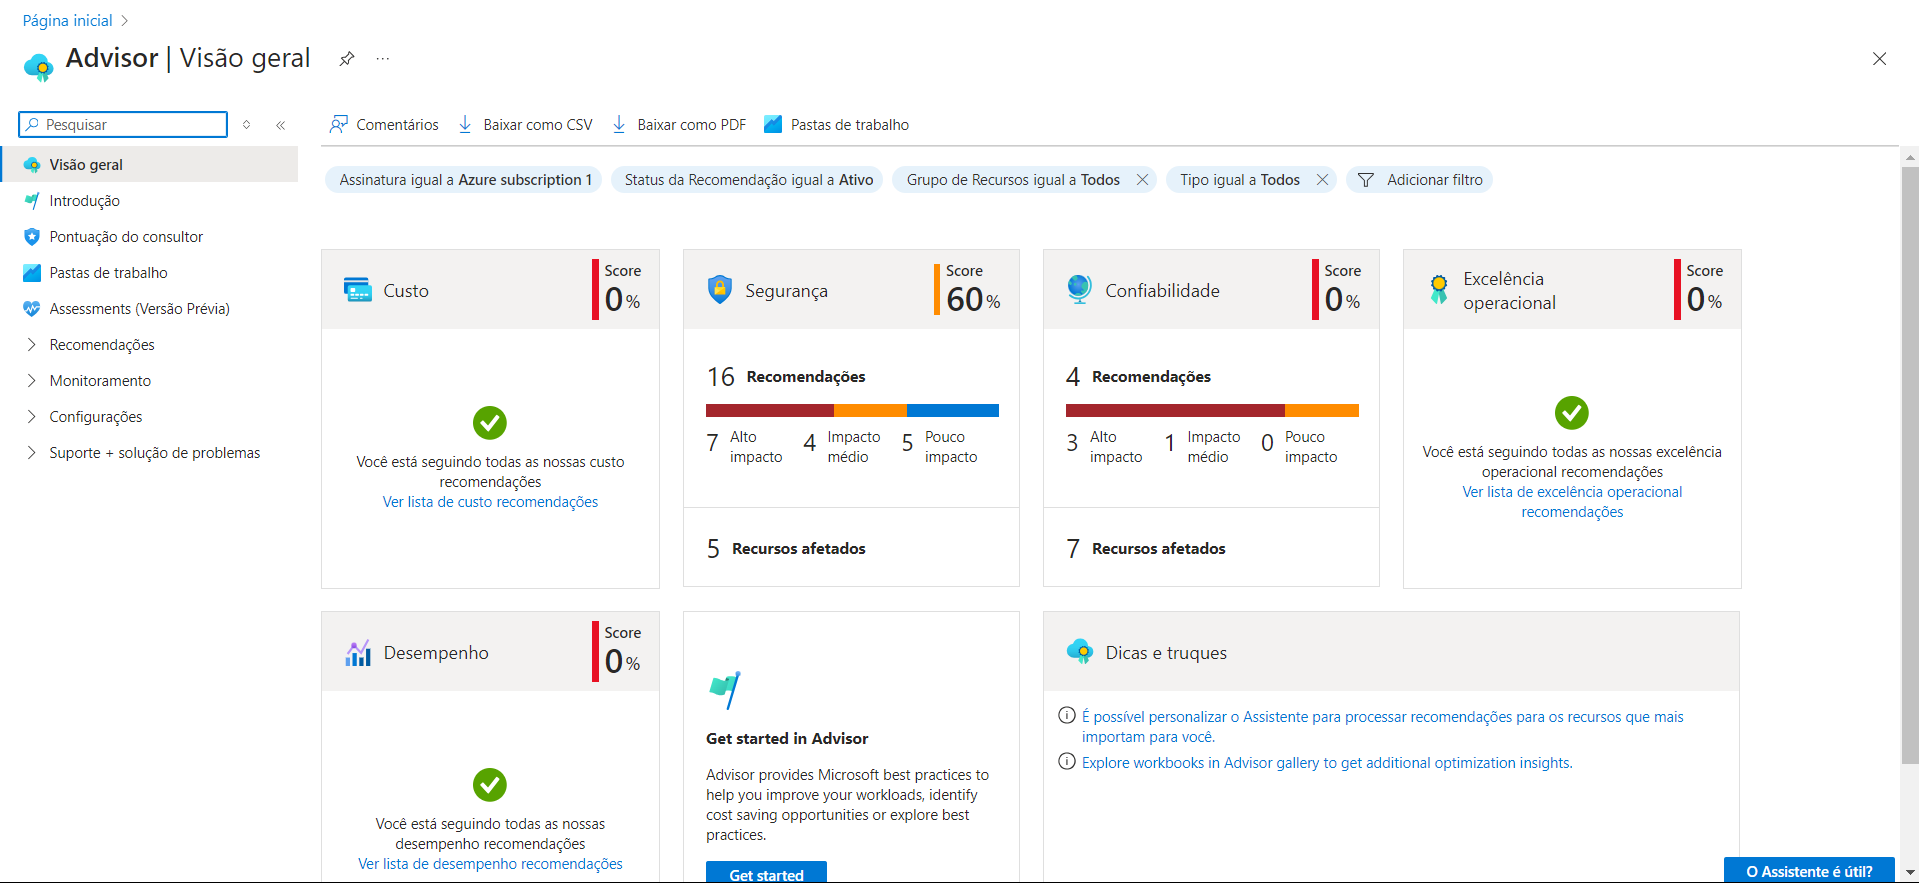 Página inicial
Advisor | Visão geral
Pesquisar
Comentários
Baixar como CSV
Baixar como PDF
Pastas de trabalho
Visão geral
Introdução
Pontuação do consultor
Pastas de trabalho
Assessments (Versão Prévia)
Recomendações
Monitoramento
Configurações
Suporte + solução de problemas
Assinatura igual a Azure subscription 1
Status da Recomendação igual a Ativo
Grupo de Recursos igual a Todos
Tipo igual a Todos
Adicionar filtro
Custo
Score
0%
Você está seguindo todas as nossas custo
recomendações
Ver lista de custo recomendações
Segurança
Score
60%
16 Recomendações
7 Alto
impacto
4 Impacto
médio
5 Pouco
impacto
5 Recursos afetados
Confiabilidade
Score
0%
4 Recomendações
3 Alto
impacto
1 Impacto
médio
0 Pouco
impacto
7 Recursos afetados
Excelência
operacional
Score
0%
Você está seguindo todas as nossas excelência
operacional recomendações
Ver lista de excelência operacional
recomendações
Desempenho
Score
0%
Você está seguindo todas as nossas
desempenho recomendações
Ver lista de desempenho recomendações
Get started in Advisor
Advisor provides Microsoft best practices to
help you improve your workloads, identify
cost saving opportunities or explore best
practices.
Get started
Dicas e truques
É possível personalizar o Assistente para processar recomendações para os recursos que mais
importam para você.
Explore workbooks in Advisor gallery to get additional optimization insights.
O Assistente é útil?